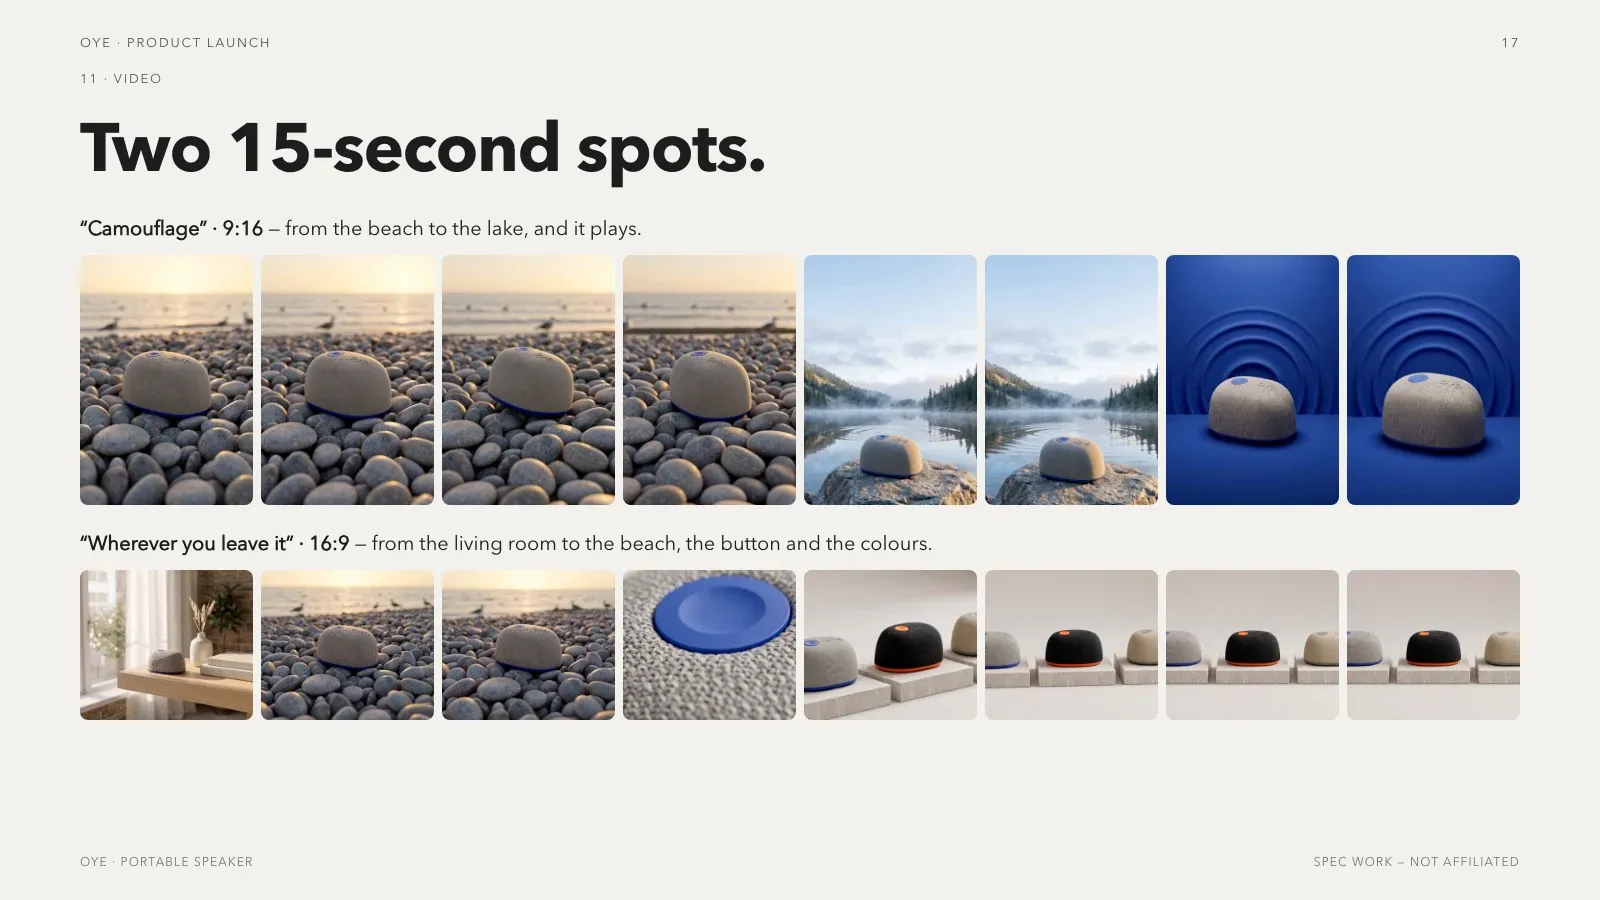 OYE · PRODUCT LAUNCH
17
11 · VIDEO
Two 15-second spots.
“Camouflage” · 9:16 — from the beach to the lake, and it plays.
“Wherever you leave it” · 16:9 — from the living room to the beach, the button and the colours.
OYE · PORTABLE SPEAKER
SPEC WORK — NOT AFFILIATED